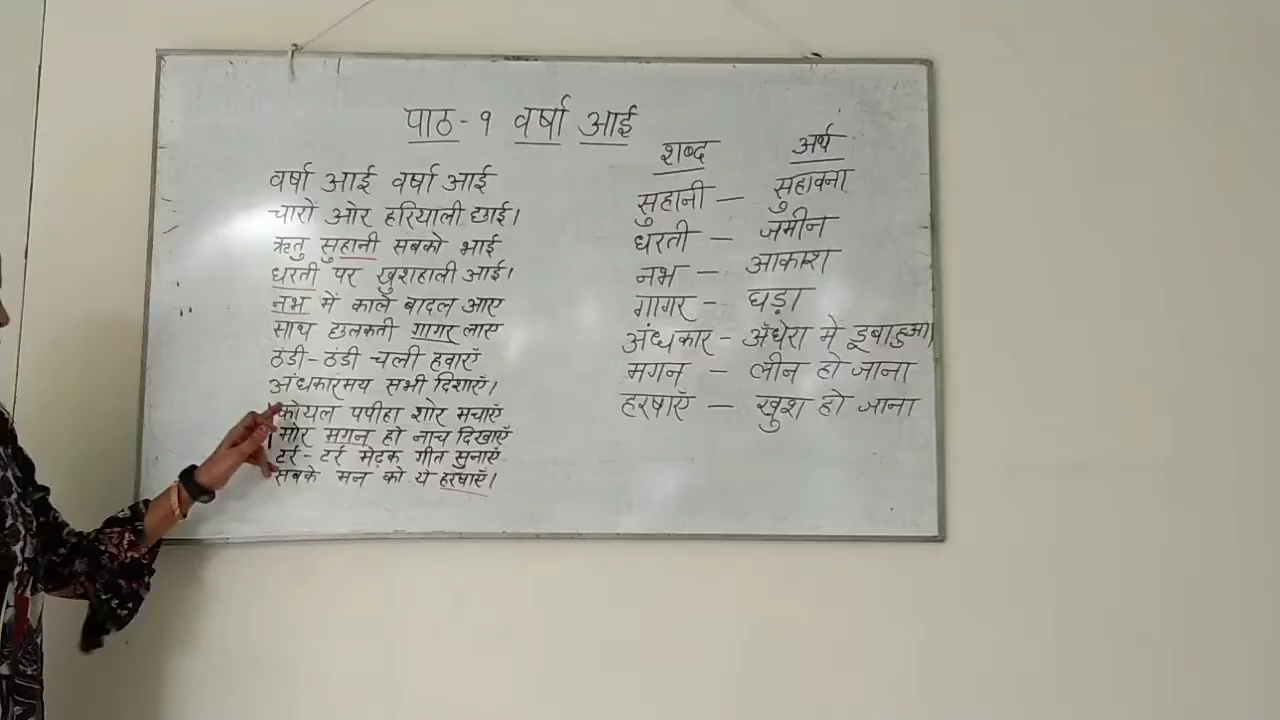 पाठ - १ वर्षा आई
वर्षा आई वर्षा आई
चारों ओर हरियाली छाई।
ऋतु सुहानी सबको भाई
धरती पर खुशहाली आई।
नभ में काले बादल आए
साथ छलकती गागर लाए
ठंडी - ठंडी चली हवाएँ
अंधकारमय सभी दिशाएँ।
कोयल पपीहा शोर मचाएँ
मोर मगन हो नाच दिखाएँ
टर्र - टर्र मेंढ़क गीत सुनाएँ
सबके मन को ये हरषाएँ।
शब्द अर्थ
सुहानी – सुहावना
धरती – जमीन
नभ – आकाश
गागर – घड़ा
अंधकार – अँधेरा में डूबा हुआ
मगन – लीन हो जाना
हरषाएँ – खुश हो जाना